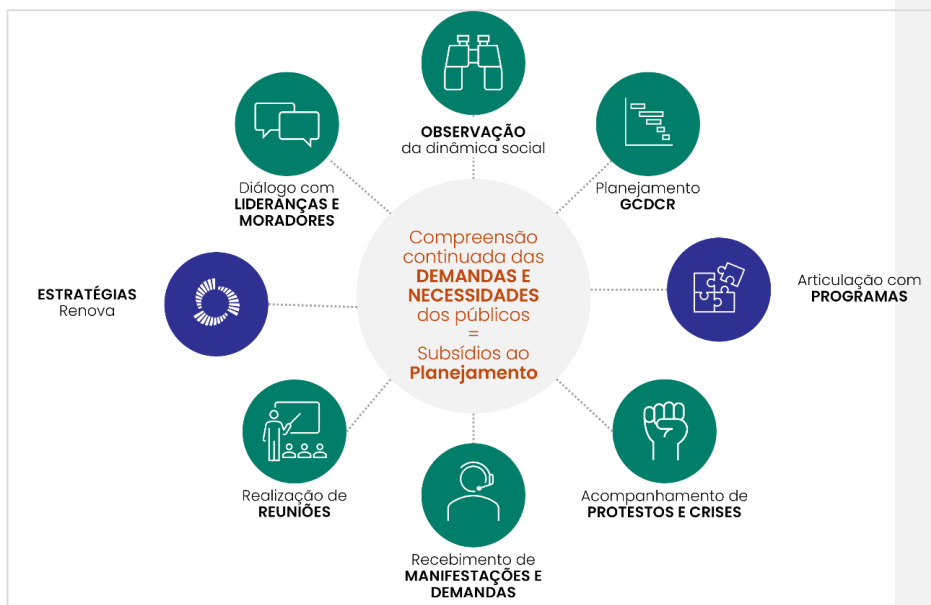 OBSERVAÇÃO
da dinâmica social
Planejamento
GCDCR
Articulação com
PROGRAMAS
Acompanhamento de
PROTESTOS E CRISES
Recebimento de
MANIFESTAÇÕES E
DEMANDAS
Realização de
REUNIÕES
ESTRATÉGIAS
Renova
Diálogo com
LIDERANÇAS E
MORADORES
Compreensão
continuada das
DEMANDAS E
NECESSIDADES
dos públicos
=
Subsídios ao
Planejamento